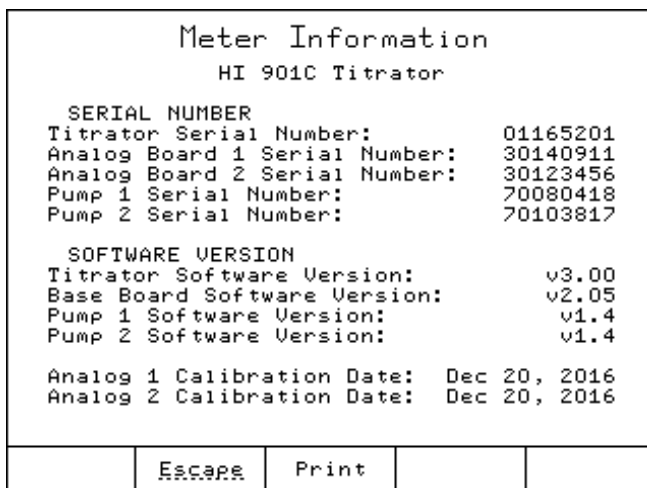 Meter Information
HI 901C Titrator
SERIAL NUMBER
Titrator Serial Number: 01165201
Analog Board 1 Serial Number: 30140911
Analog Board 2 Serial Number: 30123456
Pump 1 Serial Number: 70080418
Pump 2 Serial Number: 70103817
SOFTWARE VERSION
Titrator Software Version: v3.00
Base Board Software Version: v2.05
Pump 1 Software Version: v1.4
Pump 2 Software Version: v1.4
Analog 1 Calibration Date: Dec 20, 2016
Analog 2 Calibration Date: Dec 20, 2016
Escape Print